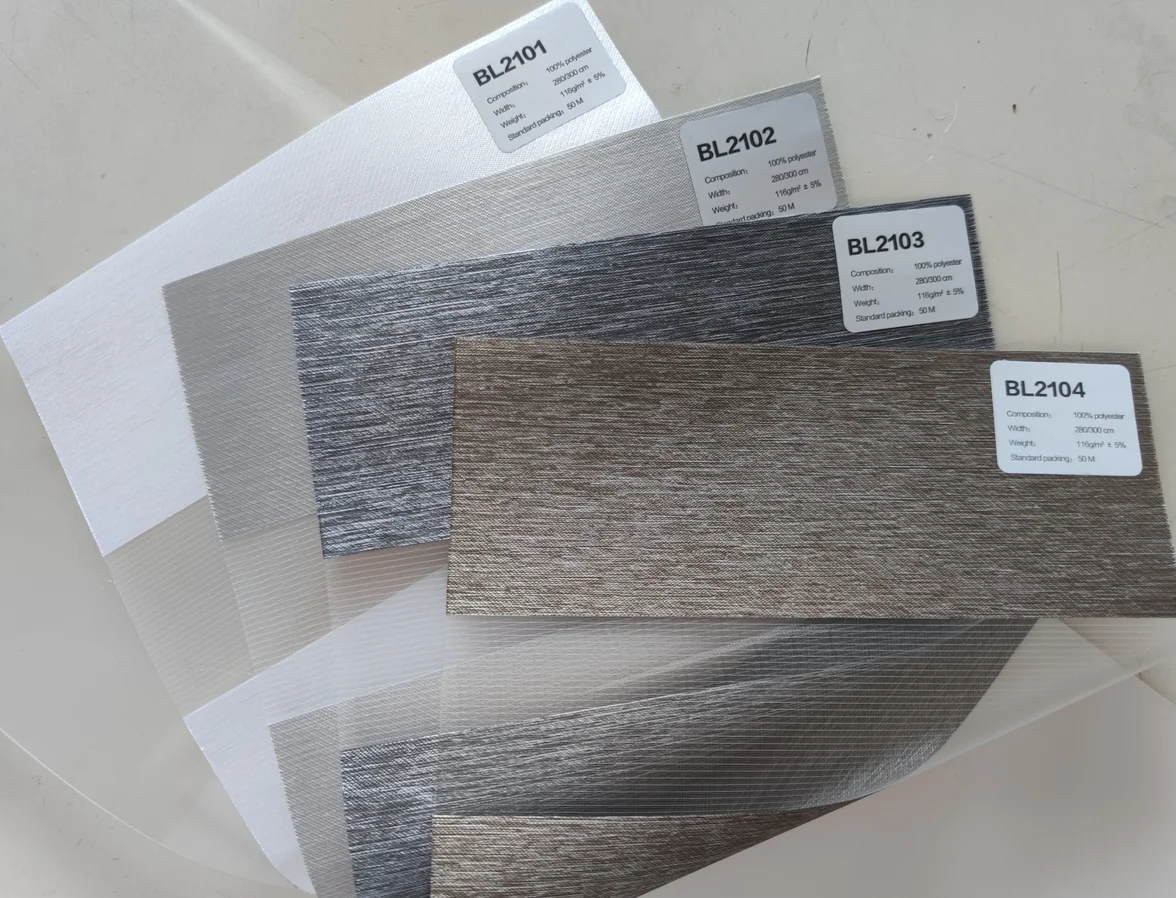 BL2101
Composition： 100% polyester
Width： 280/300 cm
Weight： 116g/m² ± 5%
Standard packing： 50 M
BL2102
Composition： 100% polyester
Width： 280/300 cm
Weight： 116g/m² ± 5%
Standard packing： 50 M
BL2103
Composition： 100% polyester
Width： 280/300 cm
Weight： 116g/m² ± 5%
Standard packing： 50 M
BL2104
Composition： 100% polyester
Width： 280/300 cm
Weight： 116g/m² ± 5%
Standard packing： 50 M